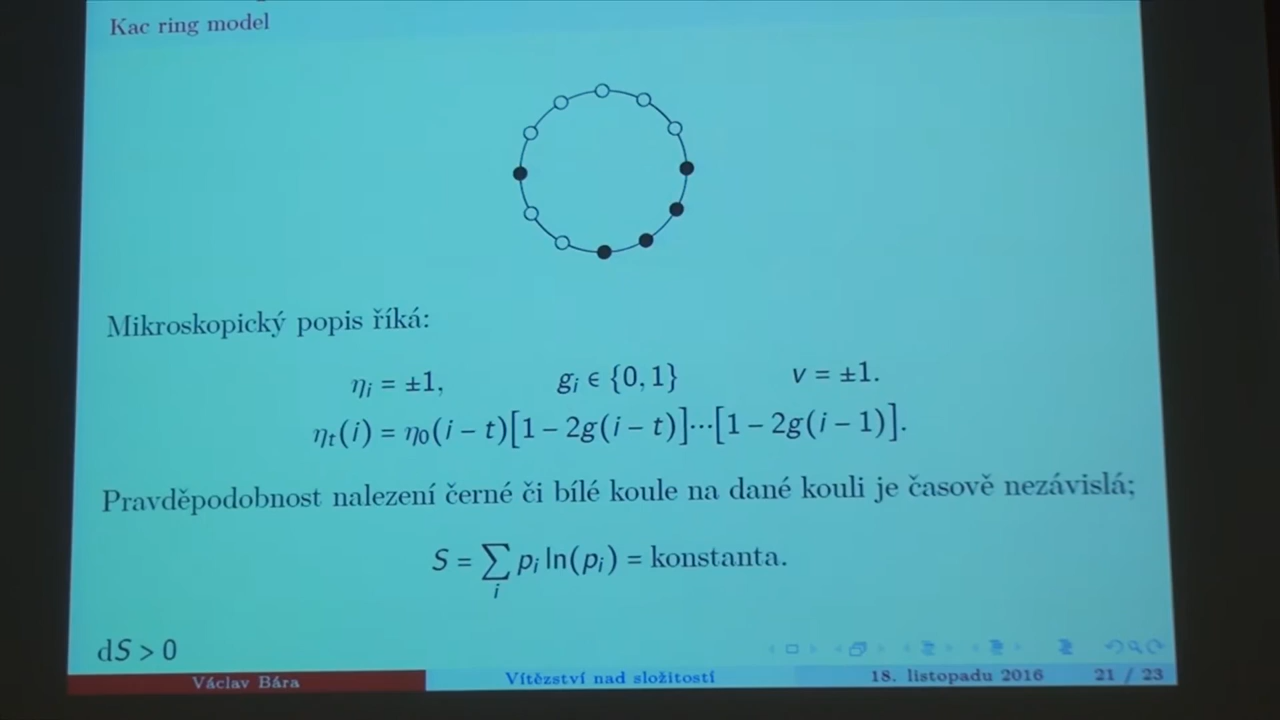 Kac ring model
Mikroskopický popis říká:
ηᵢ = ±1, gᵢ ∈ {0, 1} v = ±1.
ηₜ(i) = η₀(i − t)[1 − 2g(i − t)]⋯[1 − 2g(i − 1)].
Pravděpodobnost nalezení černé či bílé koule na dané kouli je časově nezávislá;
S = ∑ᵢ pᵢ ln(pᵢ) = konstanta.
dS > 0
Václav Bára Vítězství nad složitostí 18. listopadu 2016 21 / 23